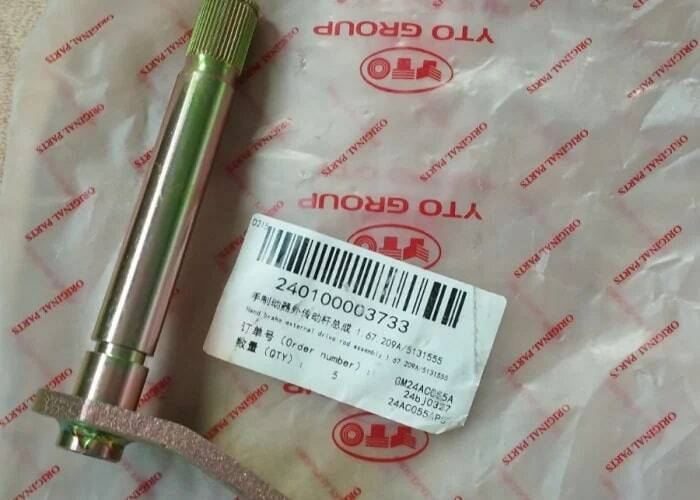 YTO GROUP
ORIGINAL PARTS
YTO GROUP
ORIGINAL PARTS
240100003733
手制动器外传动杆总成 1.67.209A/5131555
Hand brake external drive rod assembly 1.67.209A/5131555
订单号 (Order number) :
数量 (QTY) : 5
GM24AC055A
24bj0327